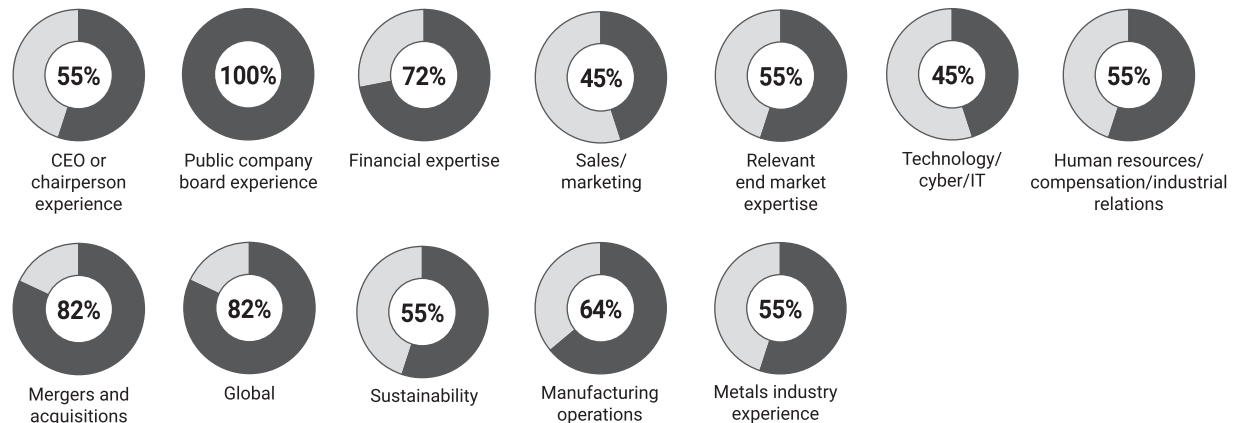 55%
CEO or
chairperson
experience
100%
Public company
board experience
72%
Financial expertise
45%
Sales/
marketing
55%
Relevant
end market
expertise
45%
Technology/
cyber/IT
55%
Human resources/
compensation/industrial
relations
82%
Mergers and
acquisitions
82%
Global
55%
Sustainability
64%
Manufacturing
operations
55%
Metals industry
experience